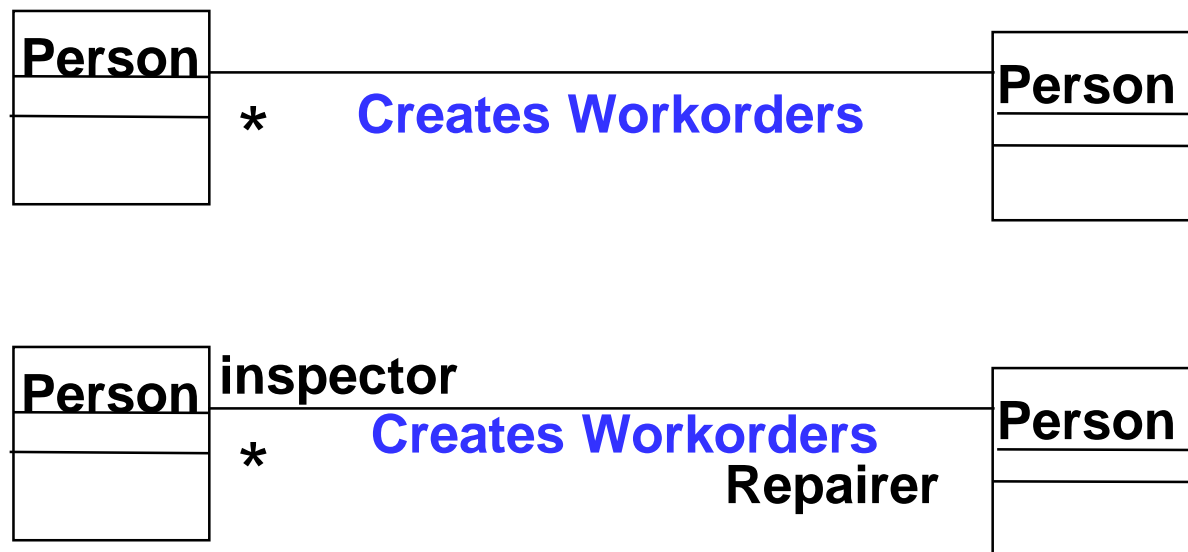 Person
Person
* Creates Workorders
inspector
Person
Person
* Creates Workorders
Repairer